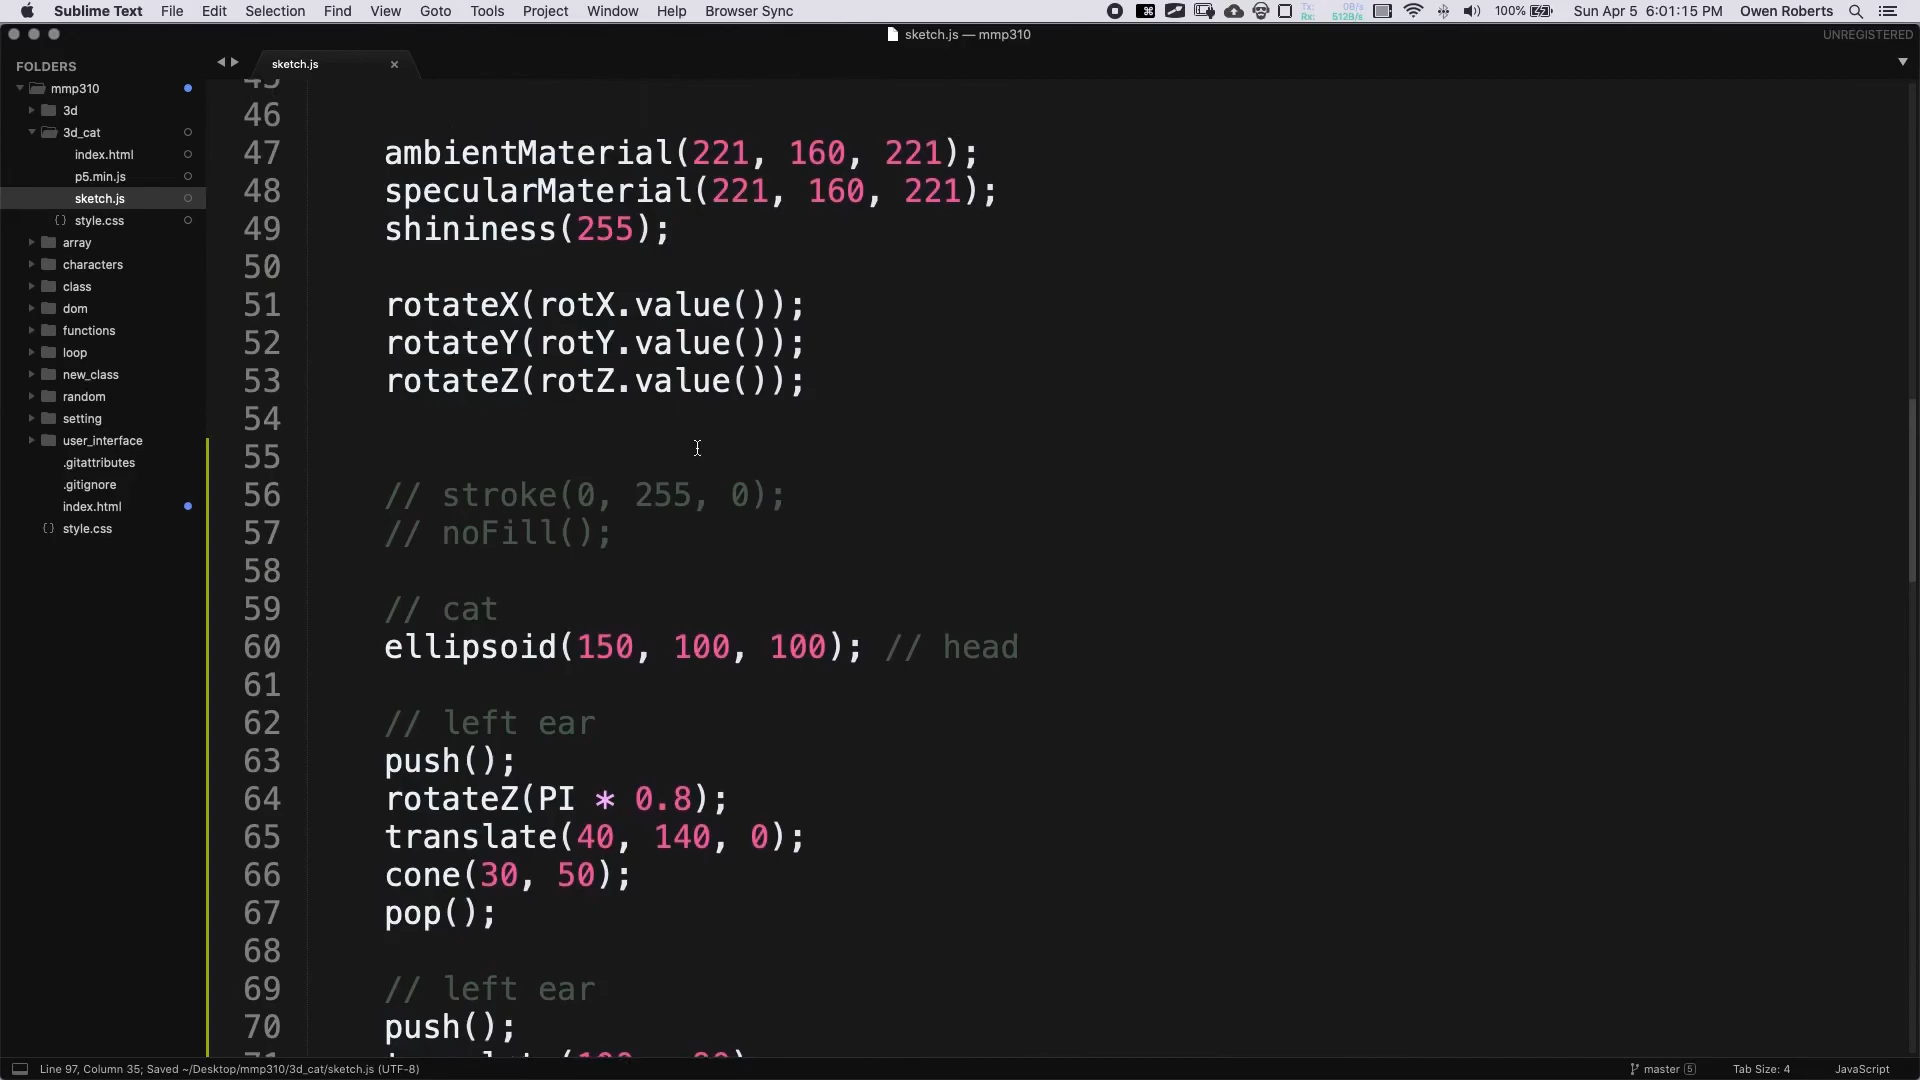 Sublime Text File Edit Selection Find View Goto Tools Project Window Help Browser Sync
Tx: 0B/s
Rx: 512B/s
100% Sun Apr 5 6:01:15 PM Owen Roberts
sketch.js — mmp310
UNREGISTERED
FOLDERS
mmp310
3d
3d_cat
index.html
p5.min.js
sketch.js
style.css
array
characters
class
dom
functions
loop
new_class
random
setting
user_interface
.gitattributes
.gitignore
index.html
style.css
sketch.js
45
46
47 ambientMaterial(221, 160, 221);
48 specularMaterial(221, 160, 221);
49 shininess(255);
50
51 rotateX(rotX.value());
52 rotateY(rotY.value());
53 rotateZ(rotZ.value());
54
55
56 // stroke(0, 255, 0);
57 // noFill();
58
59 // cat
60 ellipsoid(150, 100, 100); // head
61
62 // left ear
63 push();
64 rotateZ(PI * 0.8);
65 translate(40, 140, 0);
66 cone(30, 50);
67 pop();
68
69 // left ear
70 push();
71
Line 97, Column 35; Saved ~/Desktop/mmp310/3d_cat/sketch.js (UTF-8)
master 5
Tab Size: 4
JavaScript